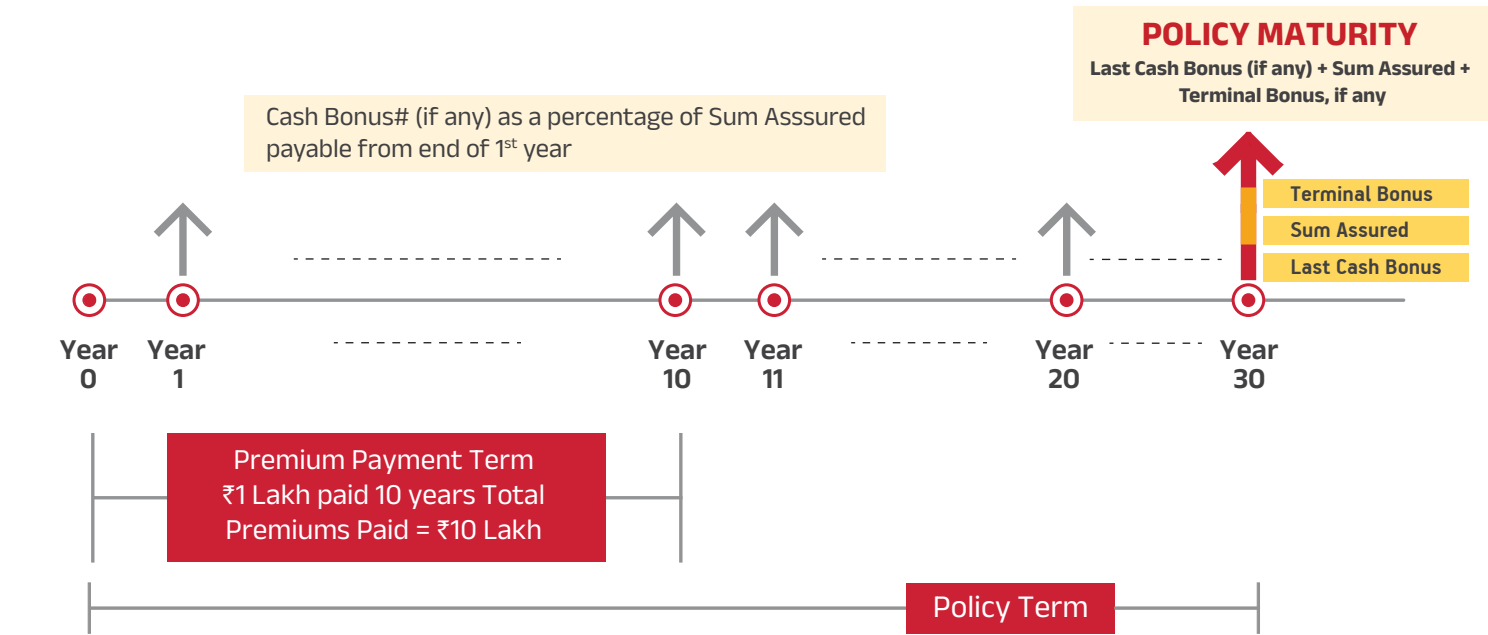 POLICY MATURITY
Last Cash Bonus (if any) + Sum Assured +
Terminal Bonus, if any
Cash Bonus# (if any) as a percentage of Sum Asssured
payable from end of 1st year
Terminal Bonus
Sum Assured
Last Cash Bonus
Year 0
Year 1
Year 10
Year 11
Year 20
Year 30
Premium Payment Term
₹1 Lakh paid 10 years Total
Premiums Paid = ₹10 Lakh
Policy Term